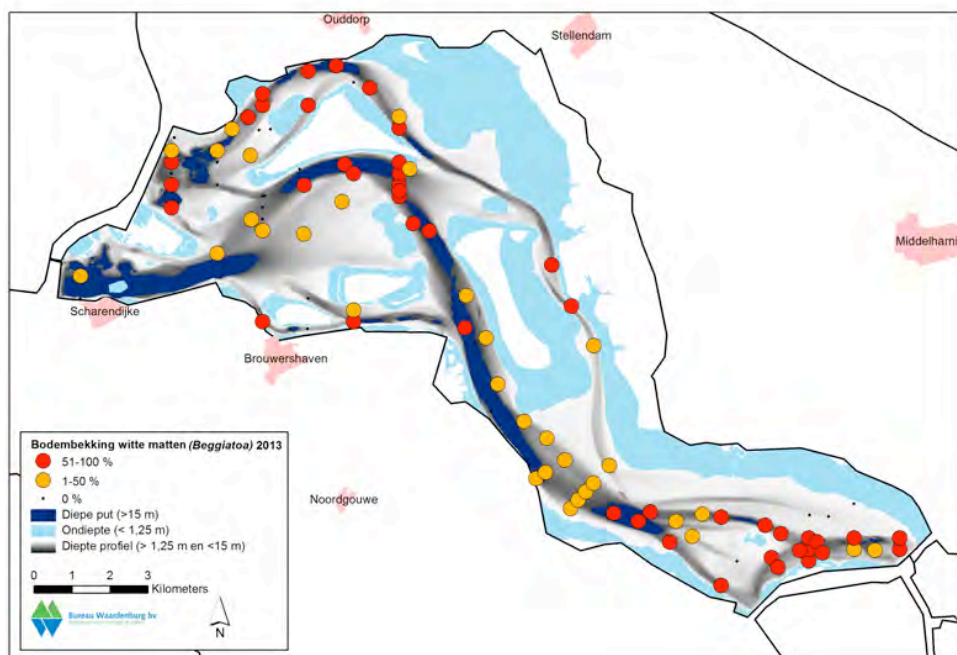 Ouddorp
Stellendam
Middelharni
Scharendijke
Brouwershaven
Noordgouwe
Bodembekking witte matten (Beggiatoa) 2013
51-100 %
1-50 %
0 %
Diepe put (>15 m)
Ondiepte (< 1,25 m)
Diepte profiel (> 1,25 m en <15 m)
0 1 2 3
Kilometers
Bureau Waardenburg bv
N